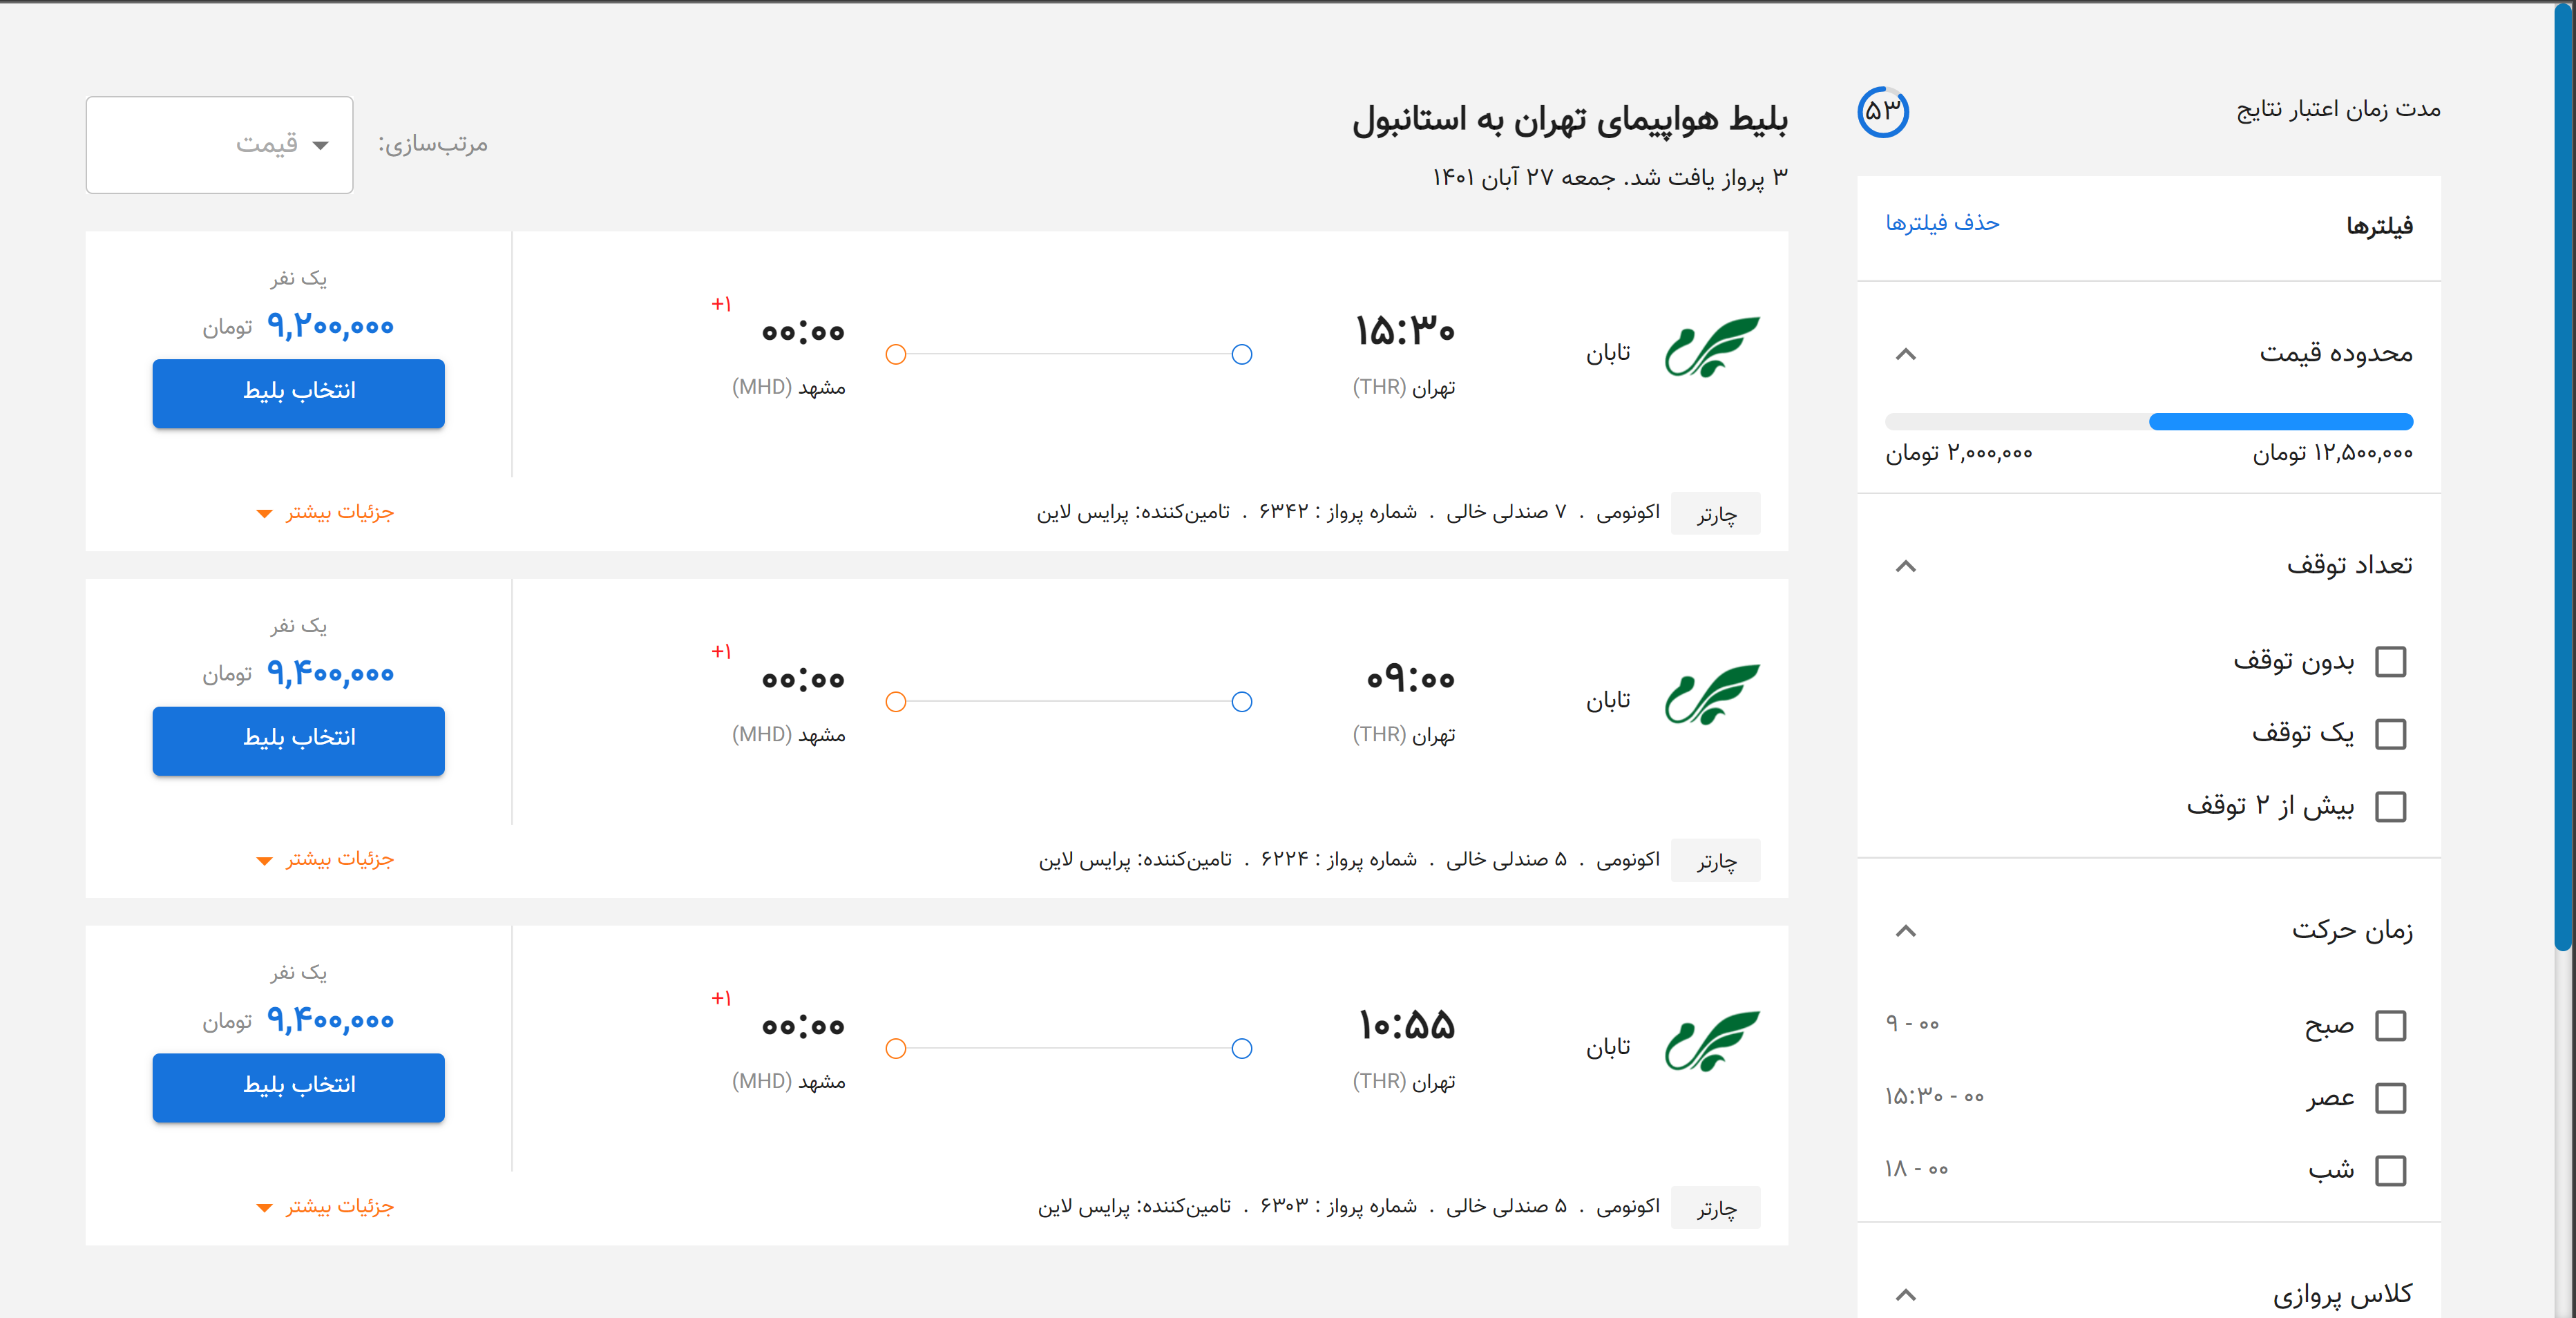 مدت زمان اعتبار نتایج
۵۳
فیلترها
حذف فیلترها
محدوده قیمت
۱۲,۵۰۰,۰۰۰ تومان
۲,۰۰۰,۰۰۰ تومان
تعداد توقف
بدون توقف
یک توقف
بیش از ۲ توقف
زمان حرکت
صبح
۹ - ۰۰
عصر
۱۵:۳۰ - ۰۰
شب
۱۸ - ۰۰
کلاس پروازی
بلیط هواپیمای تهران به استانبول
۳ پرواز یافت شد. جمعه ۲۷ آبان ۱۴۰۱
مرتب‌سازی:
قیمت
تابان
۱۵:۳۰
تهران (THR)
۰۰:۰۰
+۱
مشهد (MHD)
یک نفر
۹,۲۰۰,۰۰۰ تومان
انتخاب بلیط
چارتر
اکونومی . ۷ صندلی خالی . شماره پرواز : ۶۳۴۲ . تامین‌کننده: پرایس لاین
جزئیات بیشتر
تابان
۰۹:۰۰
تهران (THR)
۰۰:۰۰
+۱
مشهد (MHD)
یک نفر
۹,۴۰۰,۰۰۰ تومان
انتخاب بلیط
چارتر
اکونومی . ۵ صندلی خالی . شماره پرواز : ۶۲۲۴ . تامین‌کننده: پرایس لاین
جزئیات بیشتر
تابان
۱۰:۵۵
تهران (THR)
۰۰:۰۰
+۱
مشهد (MHD)
یک نفر
۹,۴۰۰,۰۰۰ تومان
انتخاب بلیط
چارتر
اکونومی . ۵ صندلی خالی . شماره پرواز : ۶۳۰۳ . تامین‌کننده: پرایس لاین
جزئیات بیشتر